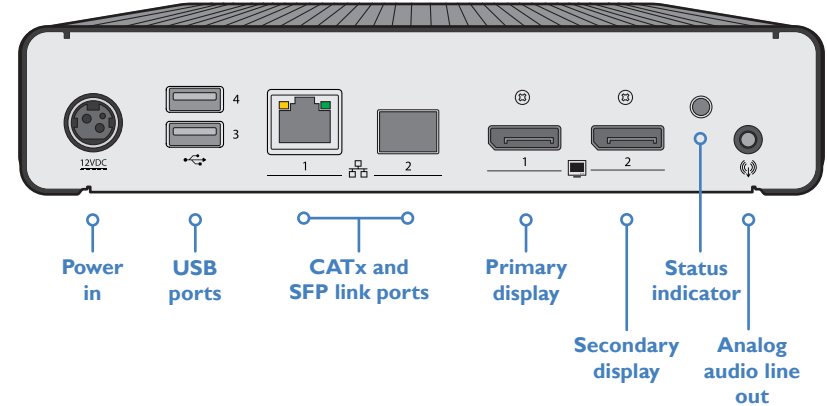 4
3
12VDC
1
2
1
2
Power
in
USB
ports
CATx and
SFP link ports
Primary
display
Status
indicator
Secondary
display
Analog
audio line
out